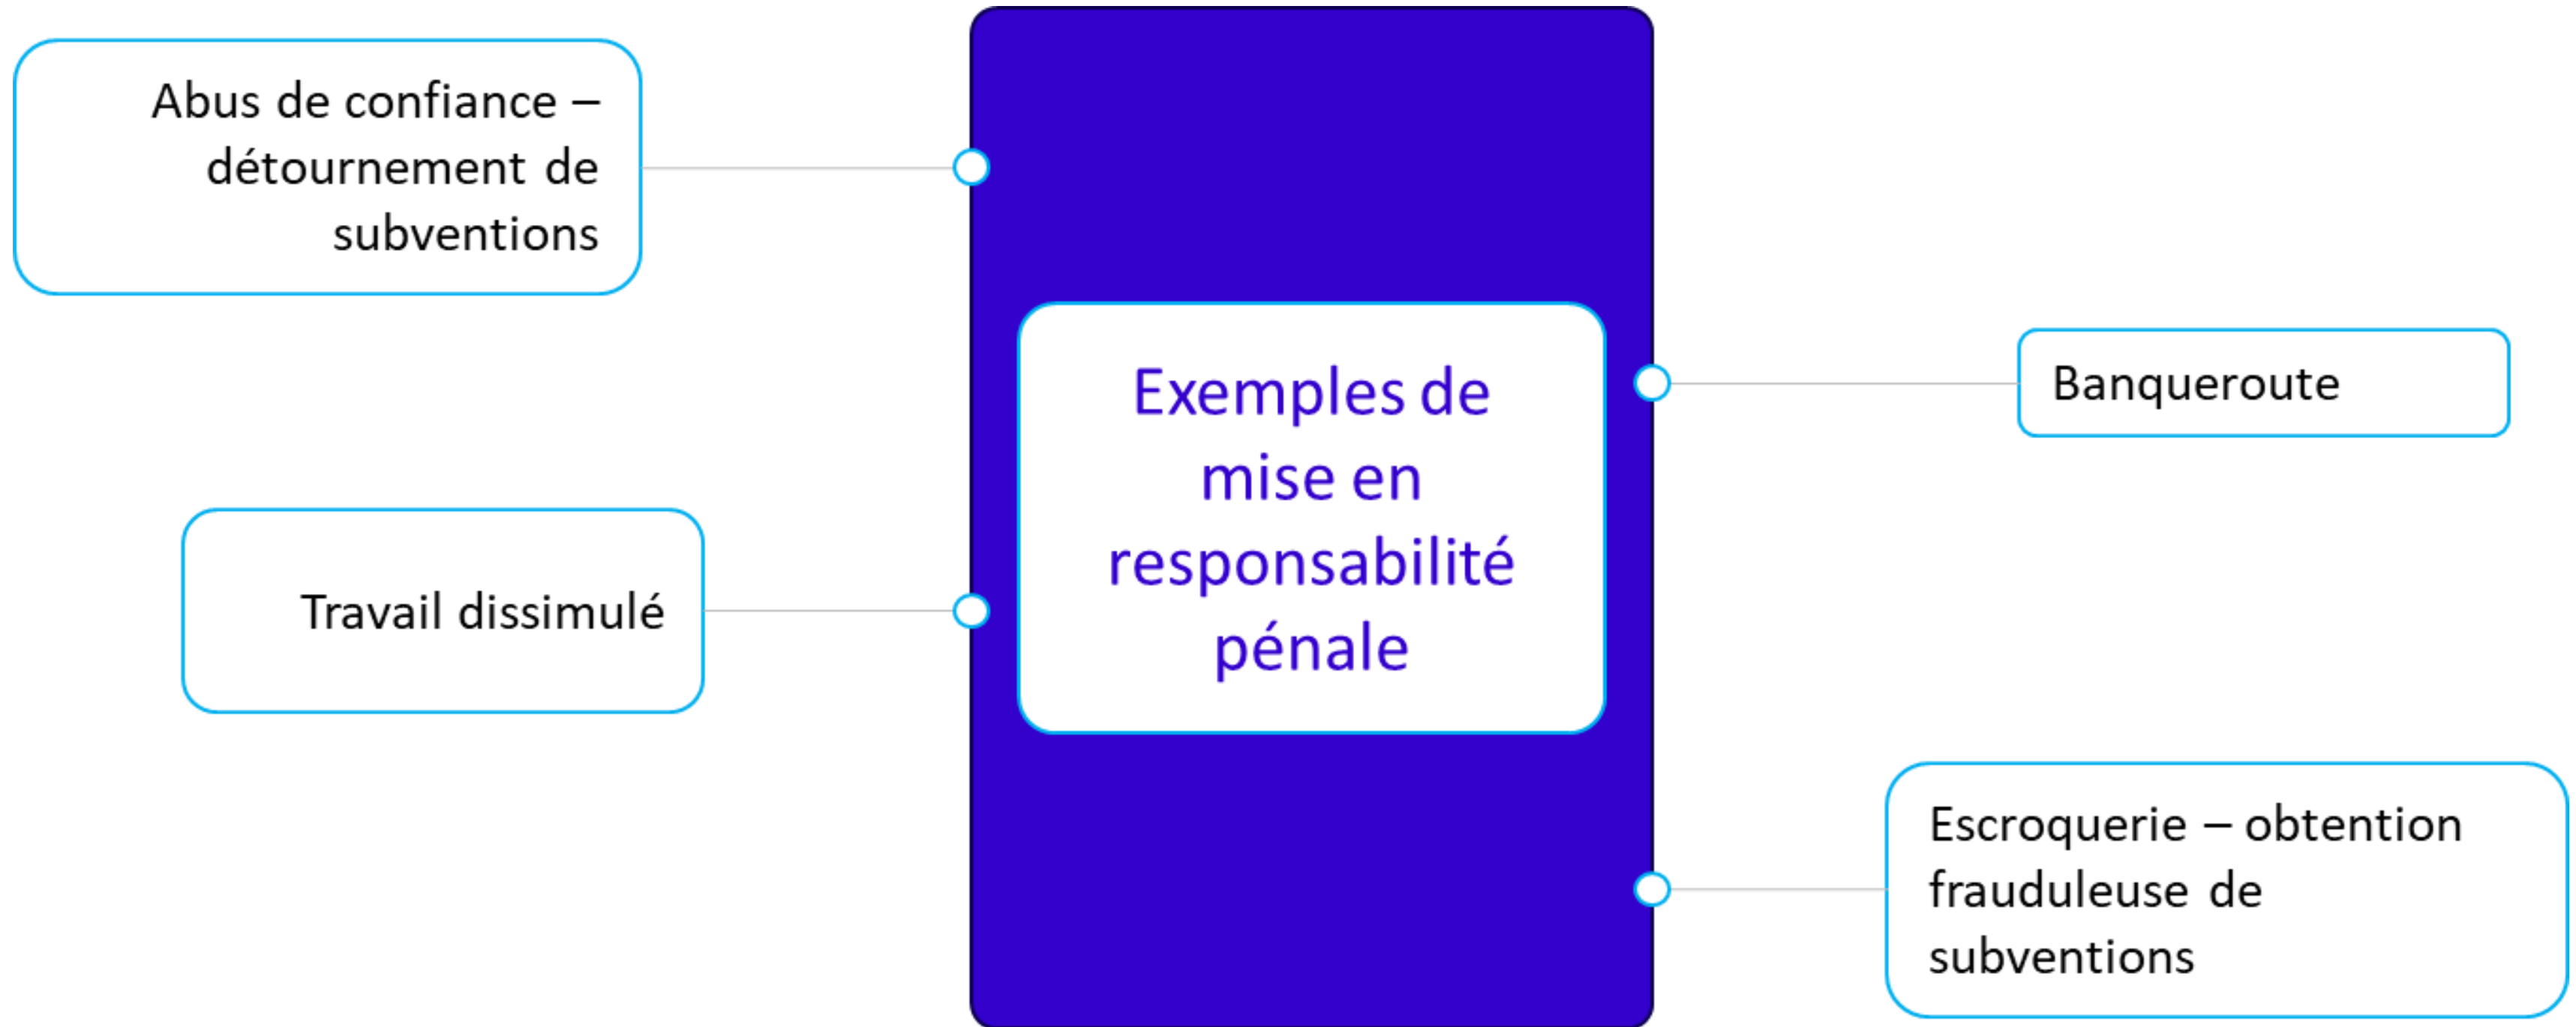 Abus de confiance –
détournement de
subventions
Travail dissimulé
Exemples de
mise en
responsabilité
pénale
Banqueroute
Escroquerie – obtention
frauduleuse de
subventions